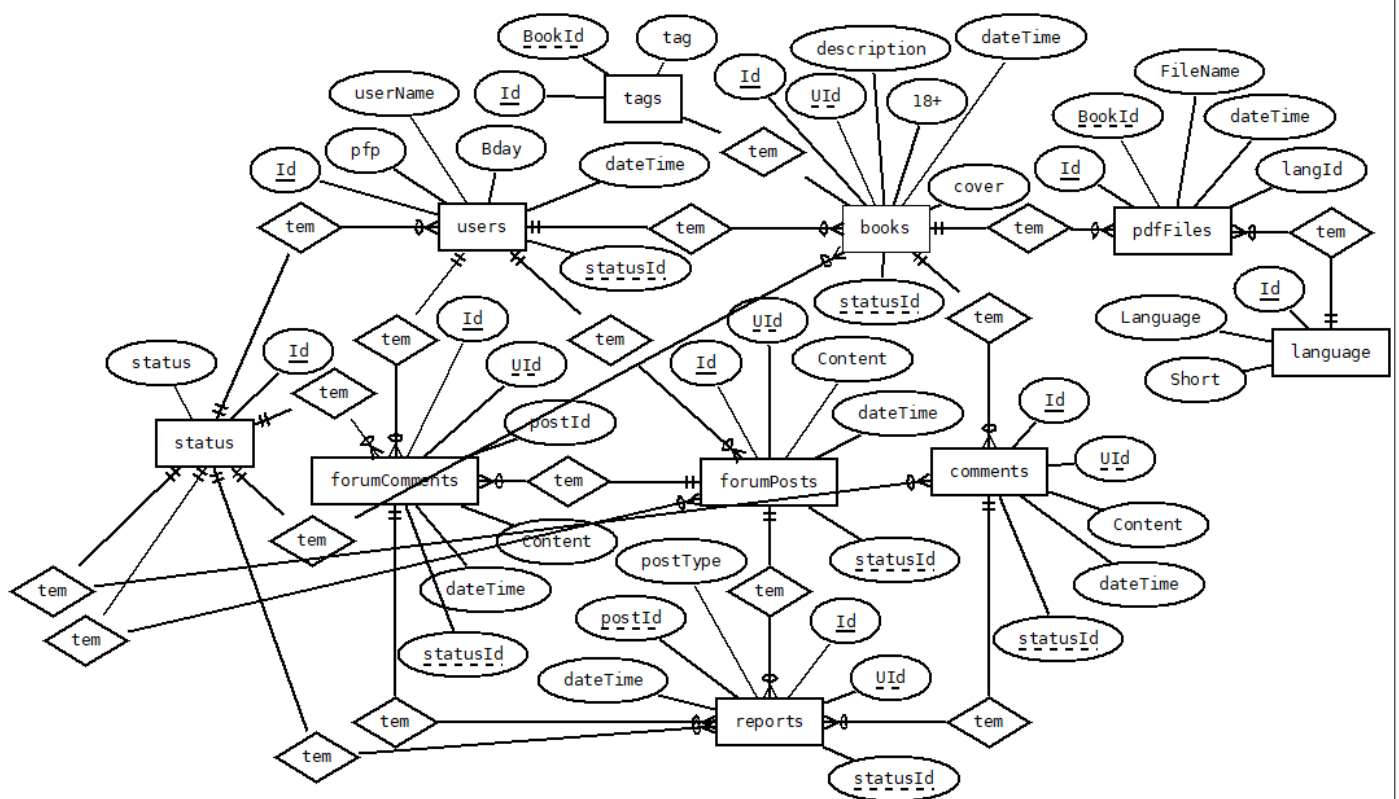 BookId
tag
description
dateTime
userName
Id
tags
Id
UId
18+
FileName
BookId
dateTime
pfp
Bday
tem
Id
dateTime
Id
langId
cover
tem
users
tem
books
tem
pdfFiles
tem
statusId
statusId
Id
Id
UId
tem
Language
tem
tem
tem
language
status
Id
UId
Id
Content
Short
tem
postId
dateTime
Id
status
forumComments
tem
forumPosts
comments
UId
tem
Content
Content
postType
statusId
tem
dateTime
tem
dateTime
tem
postId
Id
statusId
statusId
dateTime
UId
tem
reports
tem
tem
statusId